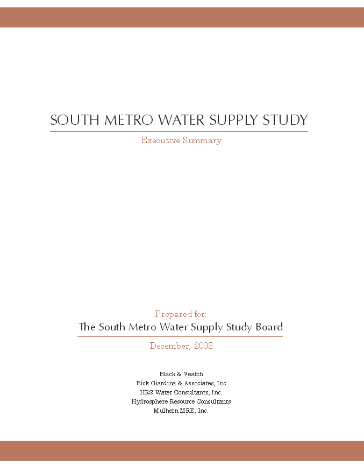 SOUTH METRO WATER SUPPLY STUDY
Executive Summary
Prepared for:
The South Metro Water Supply Study Board
December, 2003
Black & Veatch
Rick Giardina & Associates, Inc.
HRS Water Consultants, Inc.
Hydrosphere Resource Consultants
Mulhern MRE, Inc.